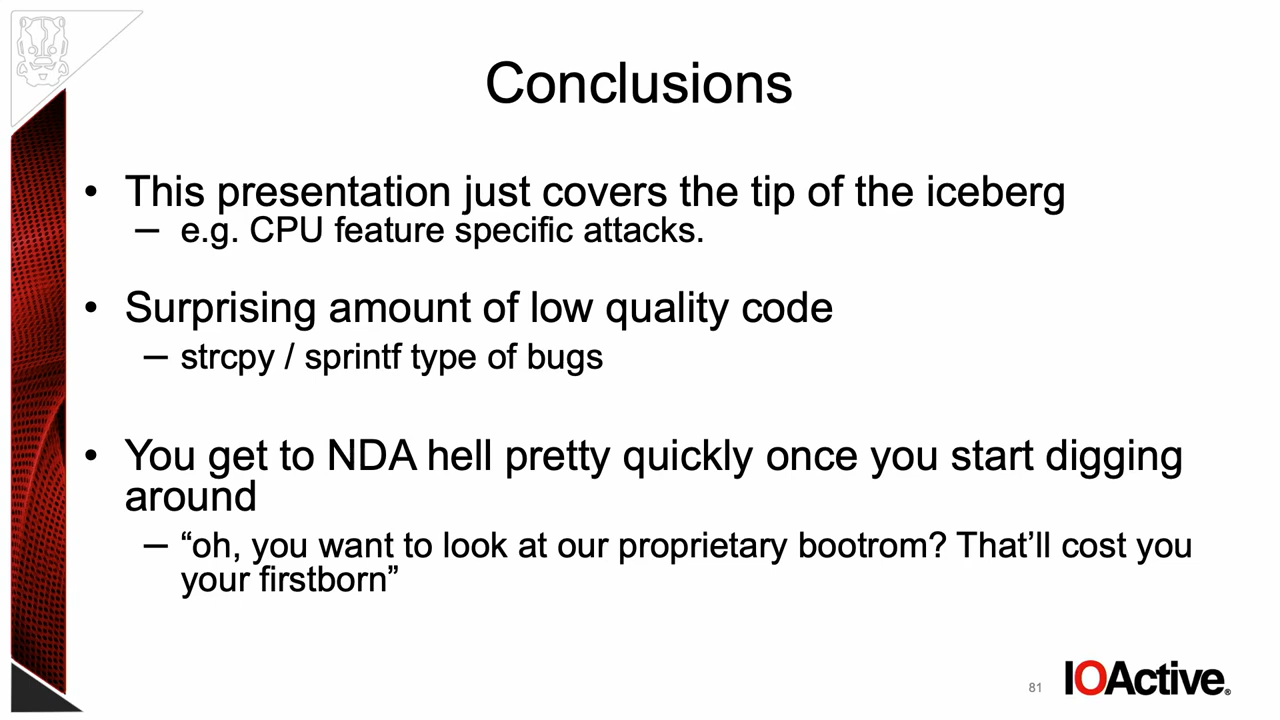 Conclusions
• This presentation just covers the tip of the iceberg
– e.g. CPU feature specific attacks.
• Surprising amount of low quality code
– strcpy / sprintf type of bugs
• You get to NDA hell pretty quickly once you start digging
around
– “oh, you want to look at our proprietary bootrom? That’ll cost you
your firstborn”
81
IOActive®